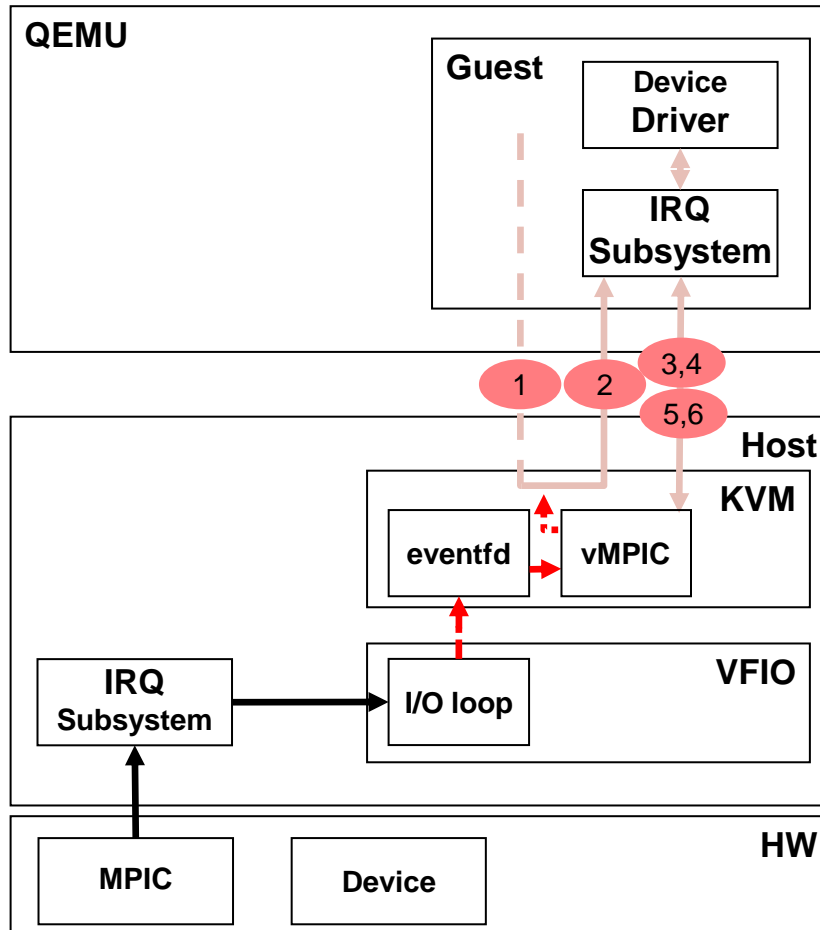 QEMU
Guest
Device
Driver
IRQ
Subsystem
1
2
3,4
5,6
Host
KVM
eventfd
vMPIC
VFIO
IRQ
Subsystem
I/O loop
HW
MPIC
Device